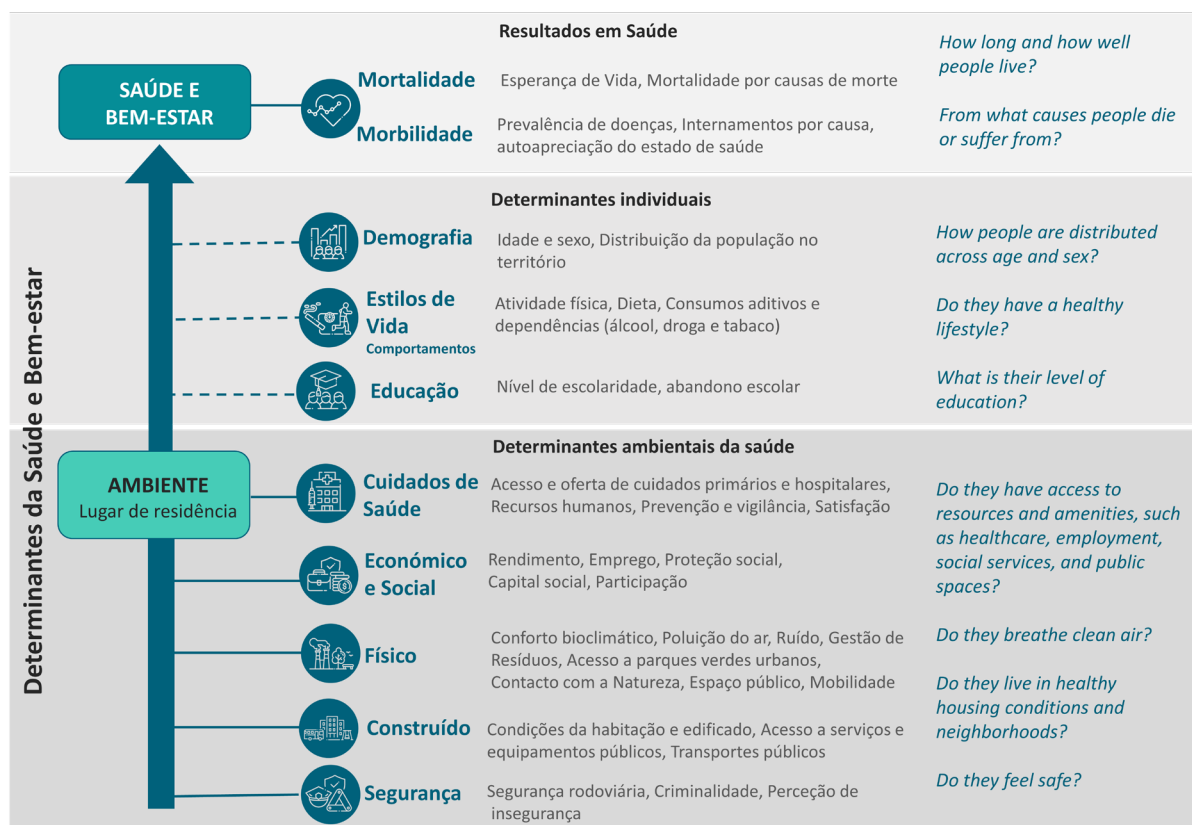 Determinantes da Saúde e Bem-estar
Resultados em Saúde
SAÚDE E
BEM-ESTAR
Mortalidade
Esperança de Vida, Mortalidade por causas de morte
Morbilidade
Prevalência de doenças, Internamentos por causa,
autoapreciação do estado de saúde
How long and how well
people live?
From what causes people die
or suffer from?
Determinantes individuais
Demografia
Idade e sexo, Distribuição da população no
território
How people are distributed
across age and sex?
Estilos de
Vida
Comportamentos
Atividade física, Dieta, Consumos aditivos e
dependências (álcool, droga e tabaco)
Do they have a healthy
lifestyle?
Educação
Nível de escolaridade, abandono escolar
What is their level of
education?
Determinantes ambientais da saúde
AMBIENTE
Lugar de residência
Cuidados de
Saúde
Acesso e oferta de cuidados primários e hospitalares,
Recursos humanos, Prevenção e vigilância, Satisfação
Do they have access to
resources and amenities, such
as healthcare, employment,
social services, and public
spaces?
Económico
e Social
Rendimento, Emprego, Proteção social,
Capital social, Participação
Físico
Conforto bioclimático, Poluição do ar, Ruído, Gestão de
Resíduos, Acesso a parques verdes urbanos,
Contacto com a Natureza, Espaço público, Mobilidade
Do they breathe clean air?
Do they live in healthy
housing conditions and
neighborhoods?
Construído
Condições da habitação e edificado, Acesso a serviços e
equipamentos públicos, Transportes públicos
Segurança
Segurança rodoviária, Criminalidade, Perceção de
insegurança
Do they feel safe?